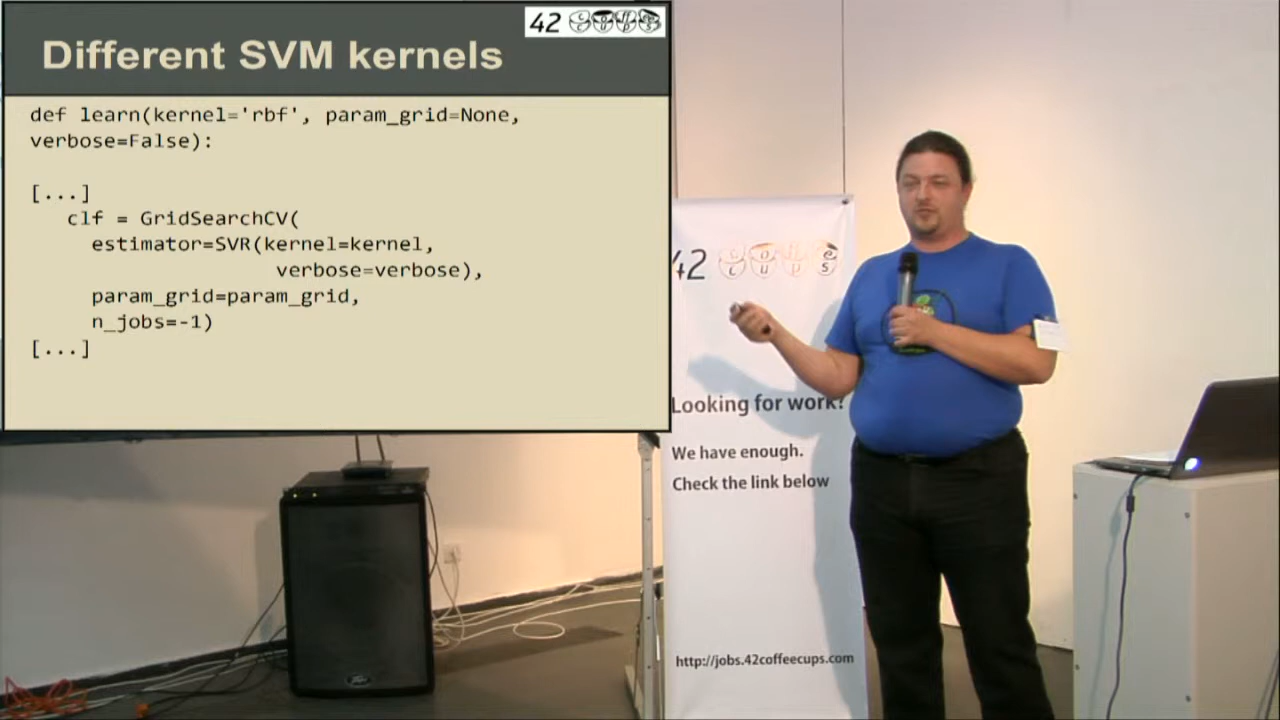 42 c o f e
c u p s
Different SVM kernels
def learn(kernel='rbf', param_grid=None,
verbose=False):
[...]
clf = GridSearchCV(
estimator=SVR(kernel=kernel,
verbose=verbose),
param_grid=param_grid,
n_jobs=-1)
[...]
42
Looking for work?
We have enough.
Check the link below
http://jobs.42coffeecups.com